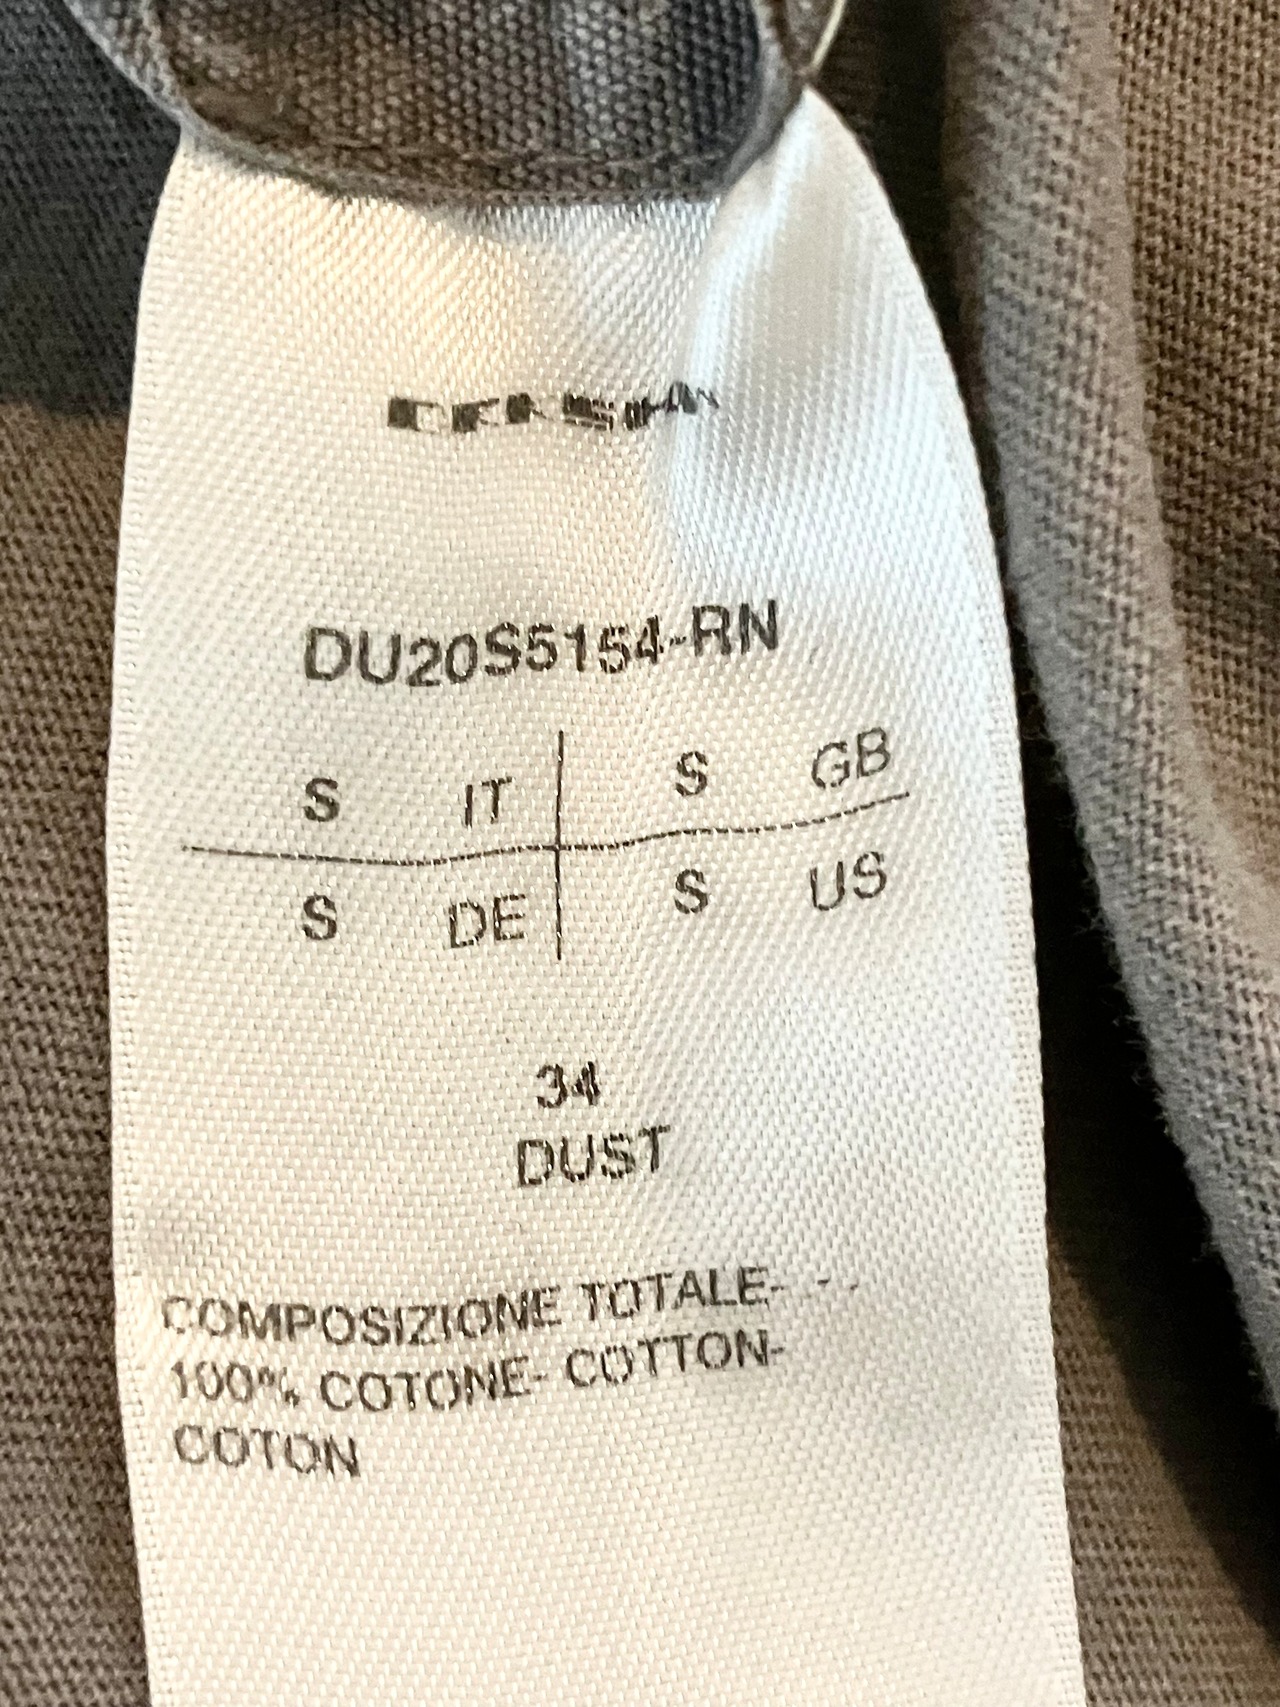 DU20S5154-RN
S IT S GB
S DE S US
34
DUST
COMPOSIZIONE TOTALE- - -
100% COTONE- COTTON-
COTON